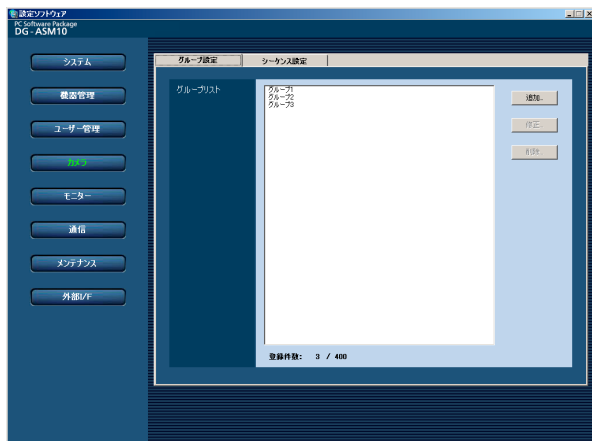 設定ソフトウェア
PC Software Package
DG-ASM10
システム
機器管理
ユーザー管理
カメラ
モニター
通信
メンテナンス
外部I/F
グループ設定
シーケンス設定
グループリスト
グループ1
グループ2
グループ3
追加...
修正...
削除...
登録件数: 3 / 400